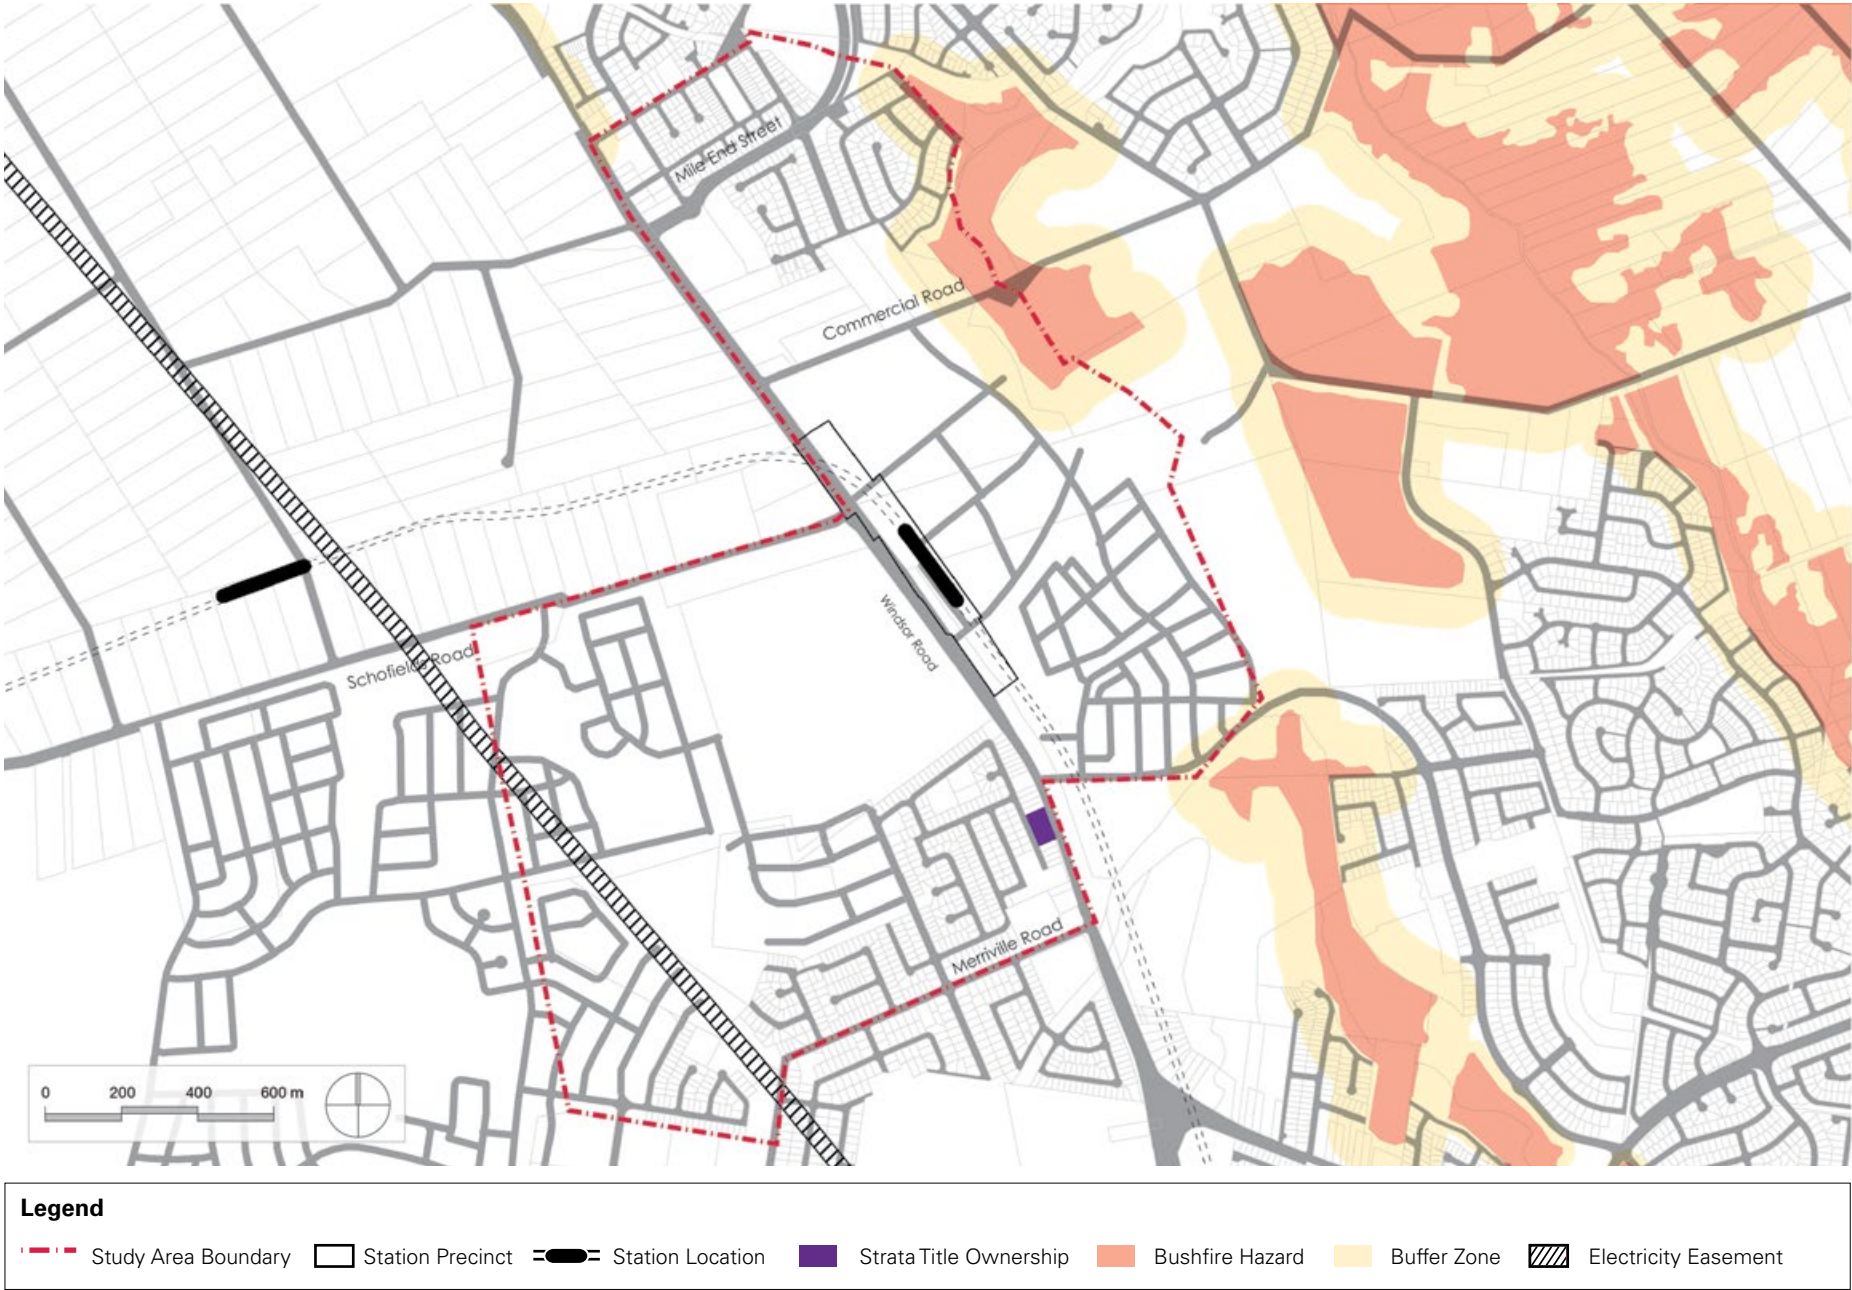 Mile End Street
Commercial Road
Windsor Road
Schofields Road
Merriville Road
0 200 400 600 m
Legend
Study Area Boundary
Station Precinct
Station Location
Strata Title Ownership
Bushfire Hazard
Buffer Zone
Electricity Easement